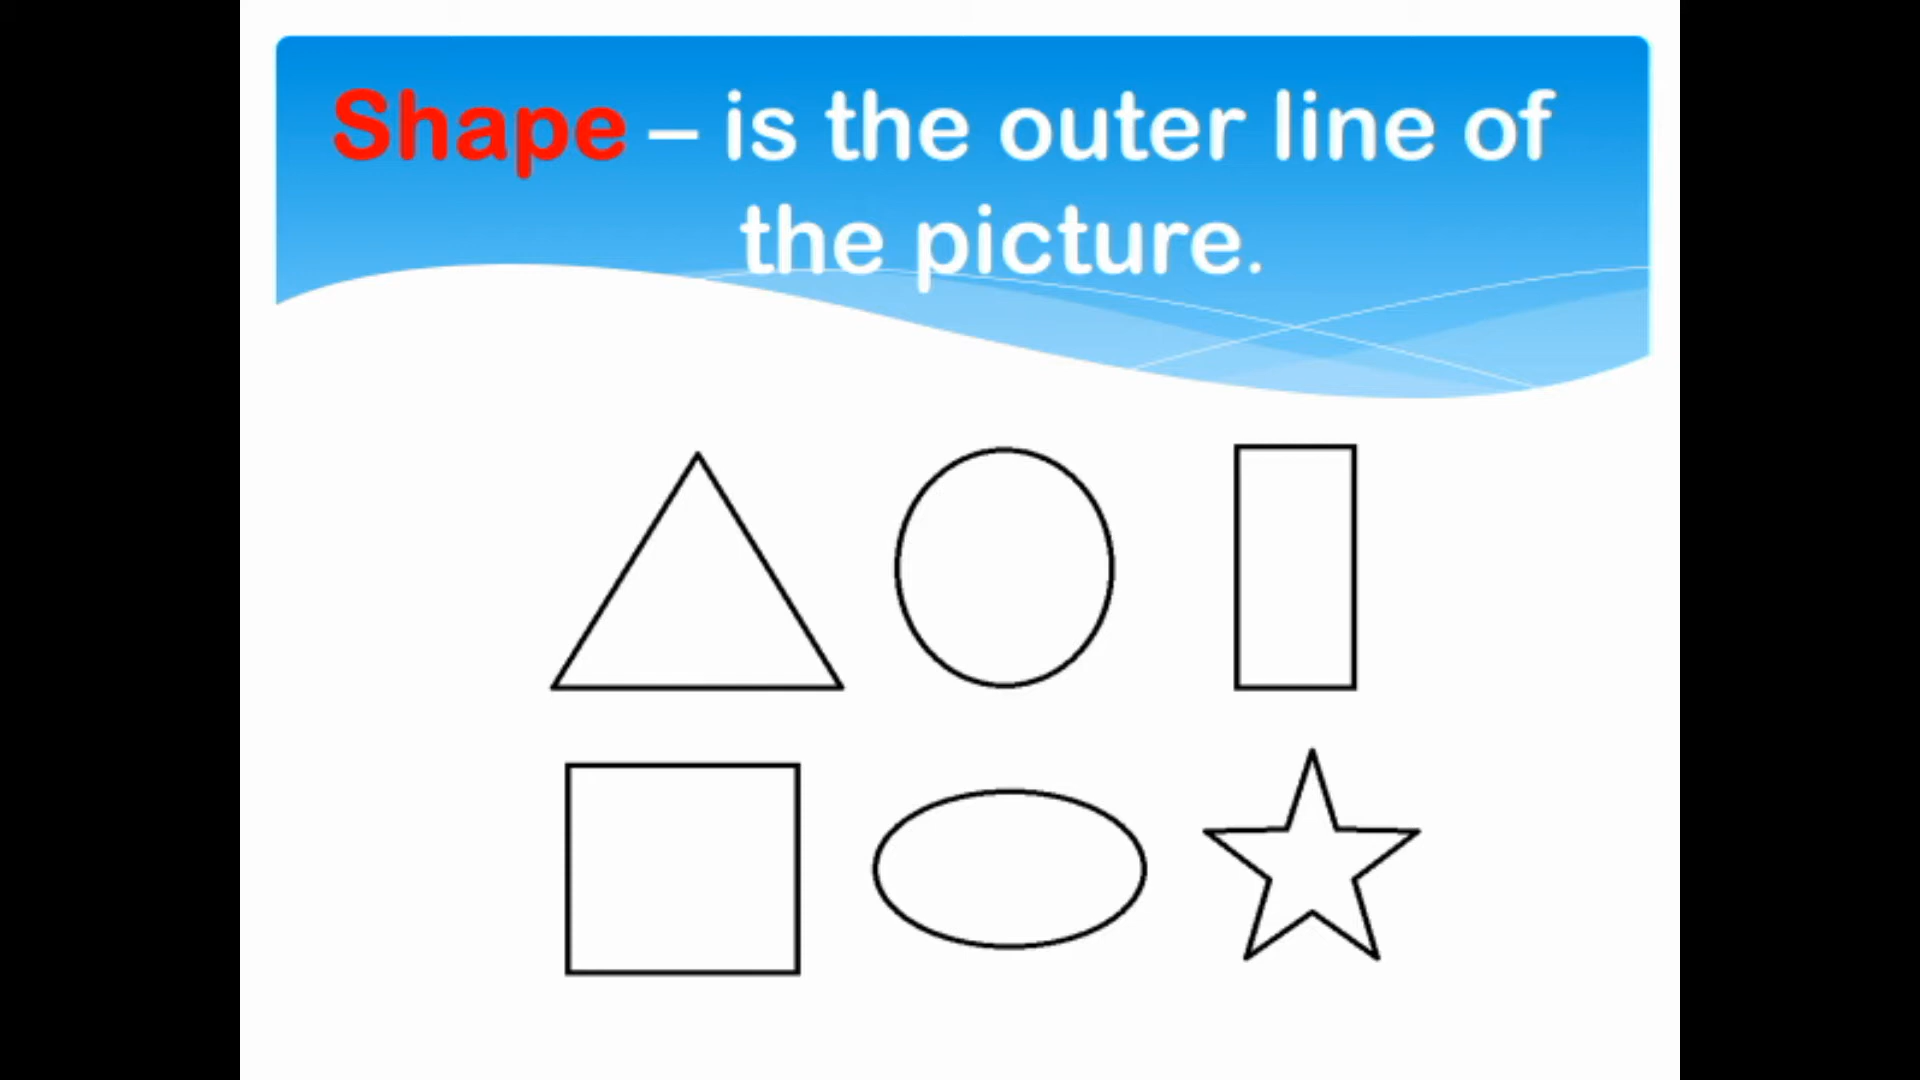 Shape – is the outer line of
the picture.